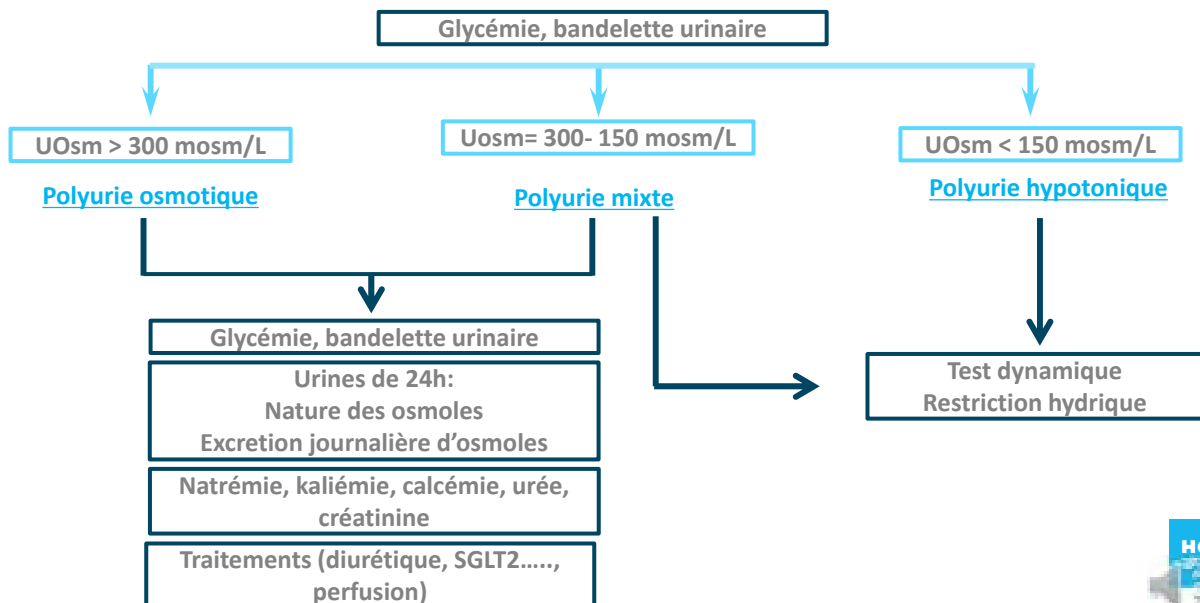 Glycémie, bandelette urinaire
UOsm > 300 mosm/L
Uosm= 300- 150 mosm/L
UOsm < 150 mosm/L
Polyurie osmotique
Polyurie mixte
Polyurie hypotonique
Glycémie, bandelette urinaire
Urines de 24h:
Nature des osmoles
Excretion journalière d'osmoles
Natrémie, kaliémie, calcémie, urée,
créatinine
Traitements (diurétique, SGLT2.....,
perfusion)
Test dynamique
Restriction hydrique